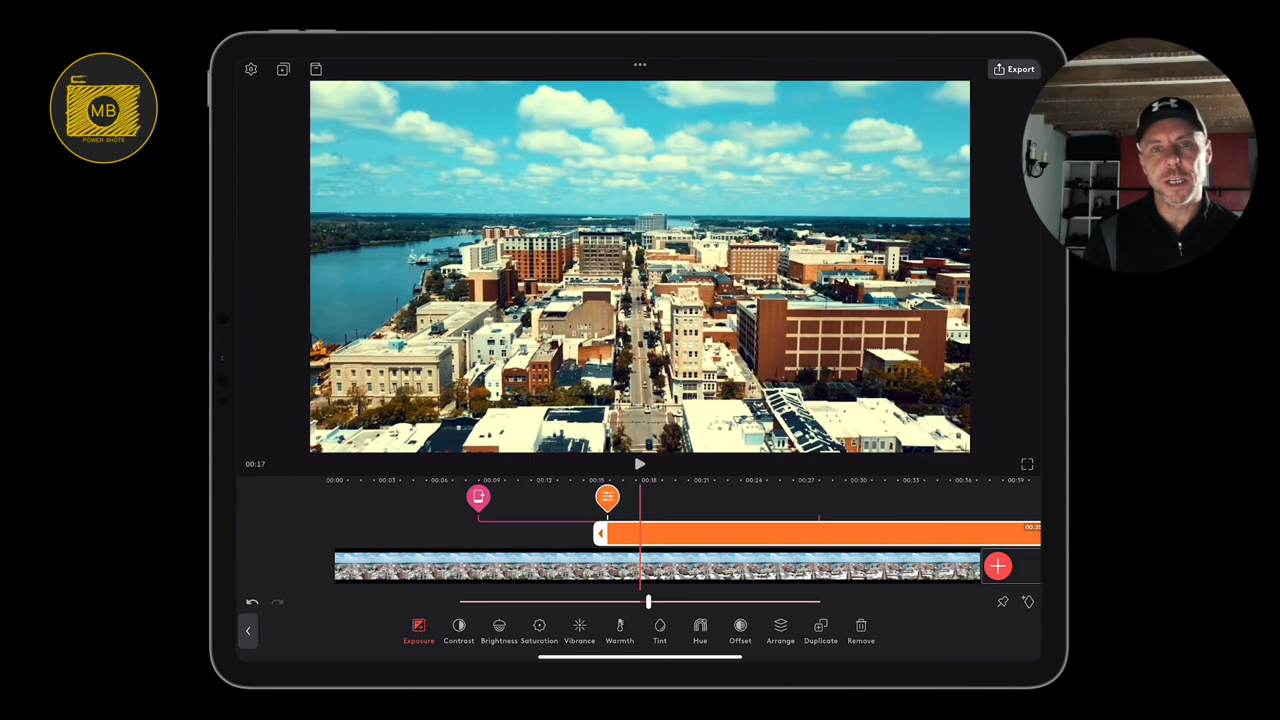 MB
POWER SHOTS
Export
00:17
00:00 00:03 00:06 00:09 00:12 00:15 00:18 00:21 00:24 00:27 00:30 00:33 00:36 00:39
Exposure Contrast Brightness Saturation Vibrance Warmth Tint Hue Offset Arrange Duplicate Remove